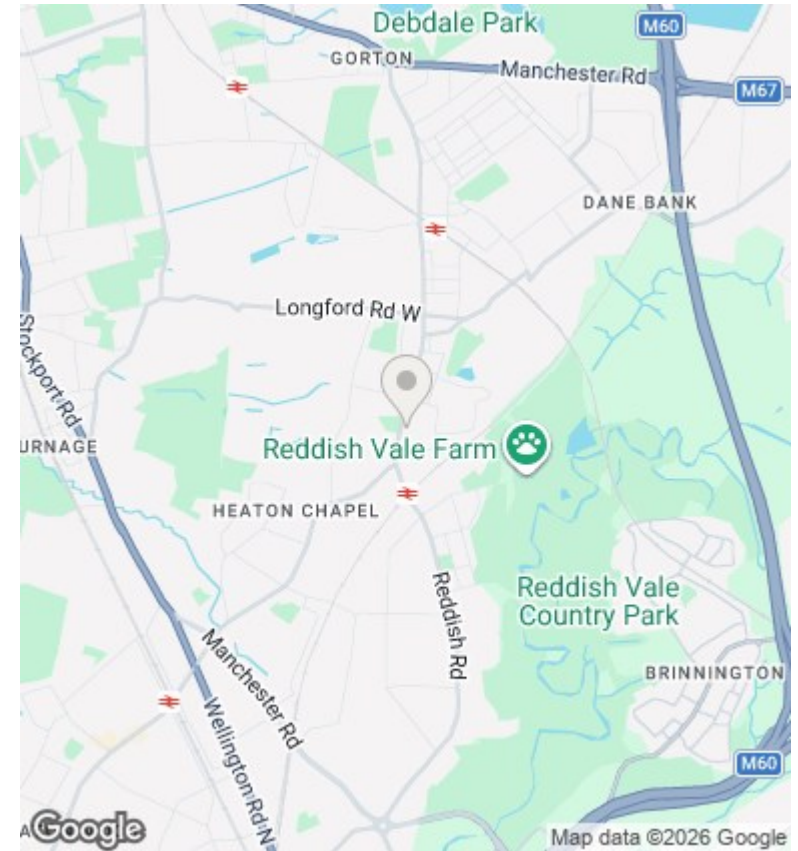 Debdale Park
M60
GORTON
Manchester Rd
M67
DANE BANK
Longford Rd W
Stockport Rd
URNAGE
Reddish Vale Farm
HEATON CHAPEL
Reddish Rd
Reddish Vale
Country Park
Manchester Rd
BRINNINGTON
Wellington Rd N
M60
Google
Map data ©2026 Google